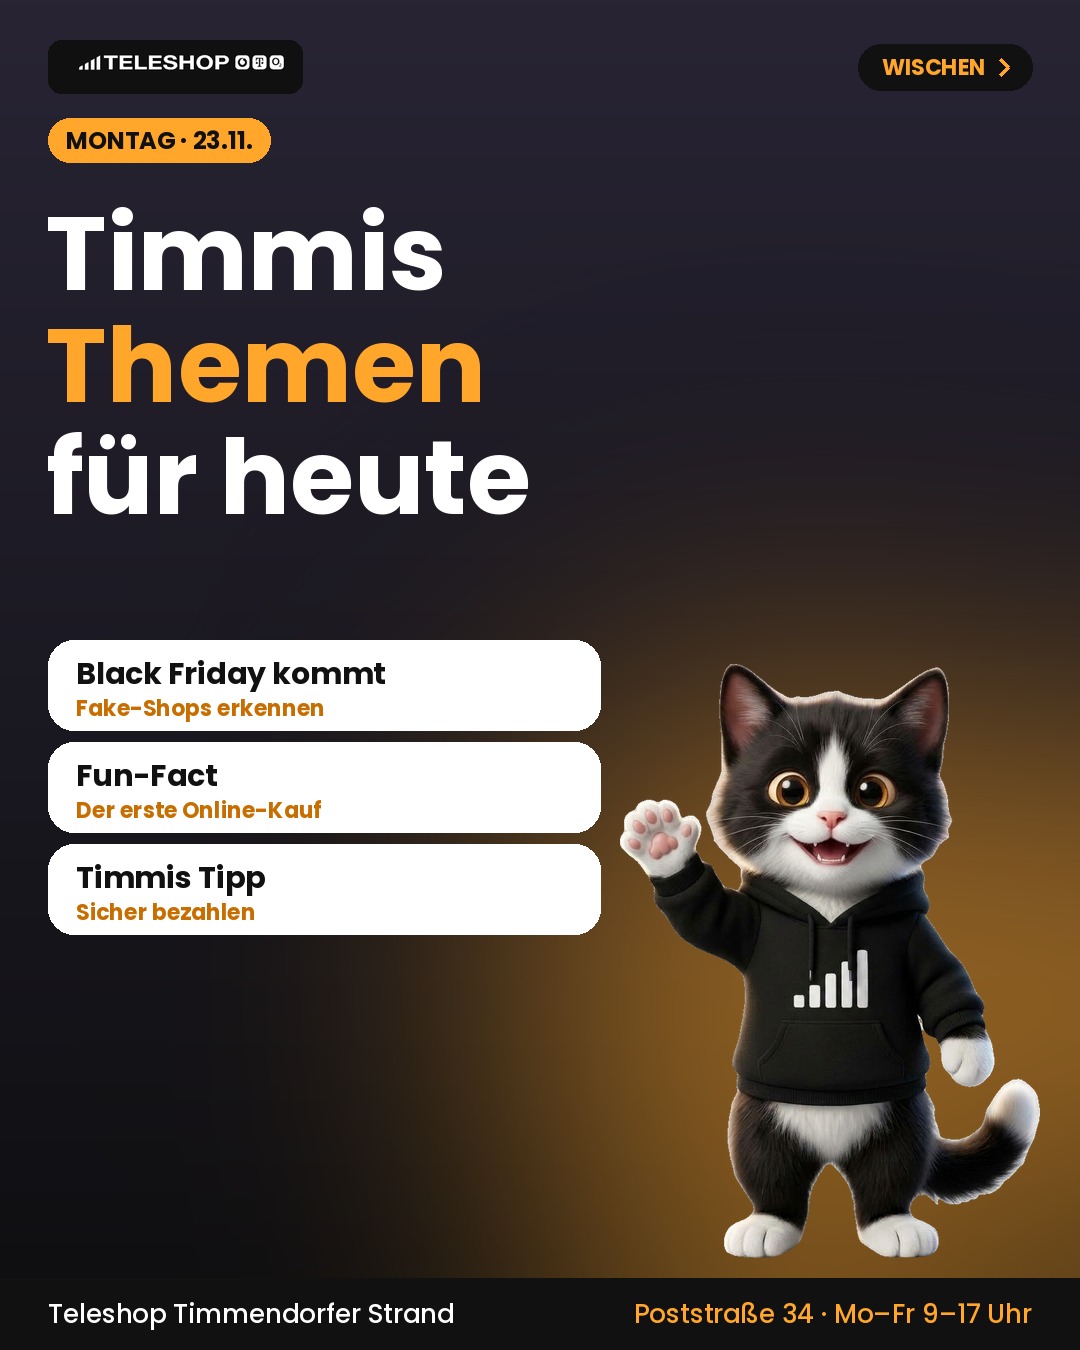 TELESHOP
WISCHEN
MONTAG · 23.11.
Timmis
Themen
für heute
Black Friday kommt
Fake-Shops erkennen
Fun-Fact
Der erste Online-Kauf
Timmis Tipp
Sicher bezahlen
Teleshop Timmendorfer Strand
Poststraße 34 · Mo–Fr 9–17 Uhr